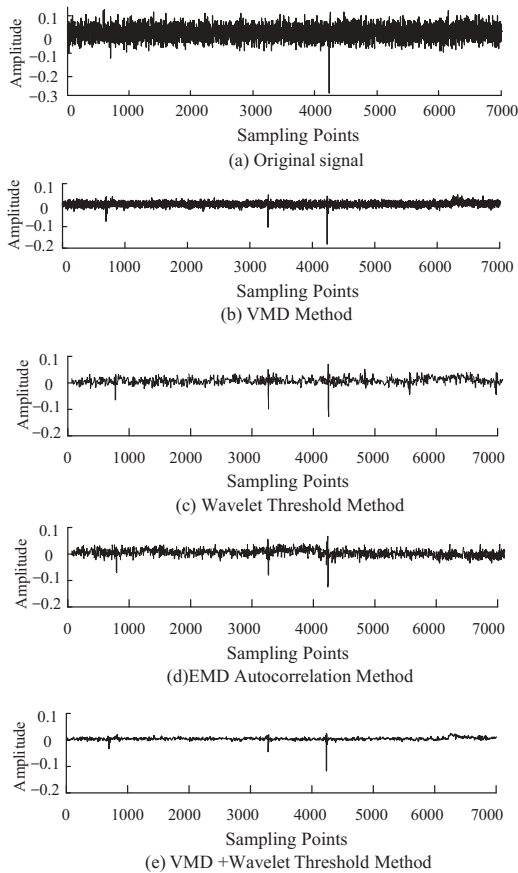 Amplitude
0.1
0
−0.1
−0.2
−0.3
0 1000 2000 3000 4000 5000 6000 7000
Sampling Points
(a) Original signal
Amplitude
0.1
0
−0.1
−0.2
0 1000 2000 3000 4000 5000 6000 7000
Sampling Points
(b) VMD Method
Amplitude
0.1
0
−0.1
−0.2
0 1000 2000 3000 4000 5000 6000 7000
Sampling Points
(c) Wavelet Threshold Method
Amplitude
0.1
0
−0.1
−0.2
0 1000 2000 3000 4000 5000 6000 7000
Sampling Points
(d)EMD Autocorrelation Method
Amplitude
0.1
0
−0.1
−0.2
0 1000 2000 3000 4000 5000 6000 7000
Sampling Points
(e) VMD +Wavelet Threshold Method